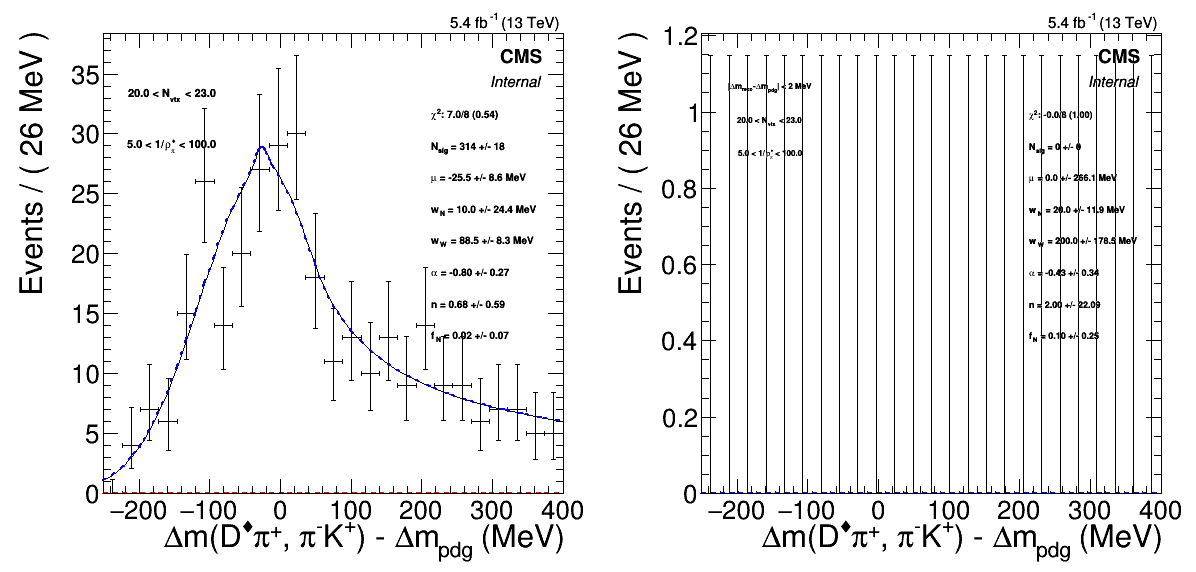 5.4 fb⁻¹ (13 TeV)
CMS
Internal
20.0 < N_vtx < 23.0
5.0 < 1/ρ_π^♦ < 100.0
χ²: 7.0/8 (0.54)
N_sig = 314 +/- 18
μ = -25.5 +/- 8.6 MeV
w_N = 10.0 +/- 24.4 MeV
w_W = 88.5 +/- 8.3 MeV
α = -0.80 +/- 0.27
n = 0.68 +/- 0.59
f_N = 0.02 +/- 0.07
Events / ( 26 MeV )
35
30
25
20
15
10
5
0
−200 −100 0 100 200 300 400
Δm(D^♦π⁺, π⁻K⁺) - Δm_pdg (MeV)
5.4 fb⁻¹ (13 TeV)
CMS
Internal
|Δm_reco-Δm_pdg| < 2 MeV
20.0 < N_vtx < 23.0
5.0 < 1/ρ_π^♦ < 100.0
χ²: -0.0/8 (1.00)
N_sig = 0 +/- 0
μ = 0.0 +/- 256.1 MeV
w_N = 20.0 +/- 11.9 MeV
w_W = 200.0 +/- 178.5 MeV
α = -0.43 +/- 0.34
n = 2.00 +/- 22.09
f_N = 0.10 +/- 0.25
Events / ( 26 MeV )
1.2
1
0.8
0.6
0.4
0.2
0
−200 −100 0 100 200 300 400
Δm(D^♦π⁺, π⁻K⁺) - Δm_pdg (MeV)